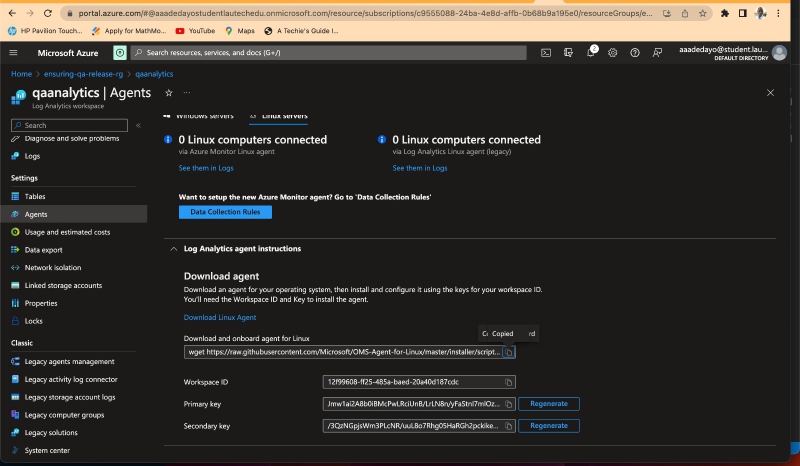 portal.azure.com/#@aaadedayostudentlautechedu.onmicrosoft.com/resource/subscriptions/c9555088-24ba-4e8d-affb-0b68b9a195e0/resourceGroups/e...
HP Pavilion Touch... Apply for MathMo... YouTube Maps A Techie's Guide I...
Microsoft Azure Search resources, services, and docs (G+/) 2 aaadedayo@student.lau...
DEFAULT DIRECTORY
Home > ensuring-qa-release-rg > qaanalytics
qaanalytics | Agents
Log Analytics workspace
Search
Diagnose and solve problems
Logs
Settings
Tables
Agents
Usage and estimated costs
Data export
Network isolation
Linked storage accounts
Properties
Locks
Classic
Legacy agents management
Legacy activity log connector
Legacy storage account logs
Legacy computer groups
Legacy solutions
System center
Windows servers Linux servers
0 Linux computers connected
via Azure Monitor Linux agent
See them in Logs
0 Linux computers connected
via Log Analytics Linux agent (legacy)
See them in Logs
Want to setup the new Azure Monitor agent? Go to 'Data Collection Rules'
Data Collection Rules
Log Analytics agent instructions
Download agent
Download an agent for your operating system, then install and configure it using the keys for your workspace ID.
You'll need the Workspace ID and Key to install the agent.
Download Linux Agent
Copied
Download and onboard agent for Linux
wget https://raw.githubusercontent.com/Microsoft/OMS-Agent-for-Linux/master/installer/script...
Workspace ID 12f99608-ff25-485a-baed-20a40d187cdc
Primary key Jmw1ai2A8b0iBMcPwLRciUnB/LrLN8n/yFaStnI7mlOz... Regenerate
Secondary key /3QzNGpjsWm3PLcNR/uuL8o7Rhg05HaRGh2pckike... Regenerate